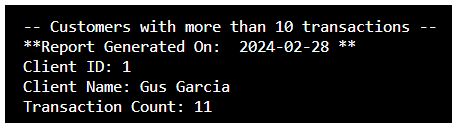 -- Customers with more than 10 transactions --
**Report Generated On:  2024-02-28 **
Client ID: 1
Client Name: Gus Garcia
Transaction Count: 11